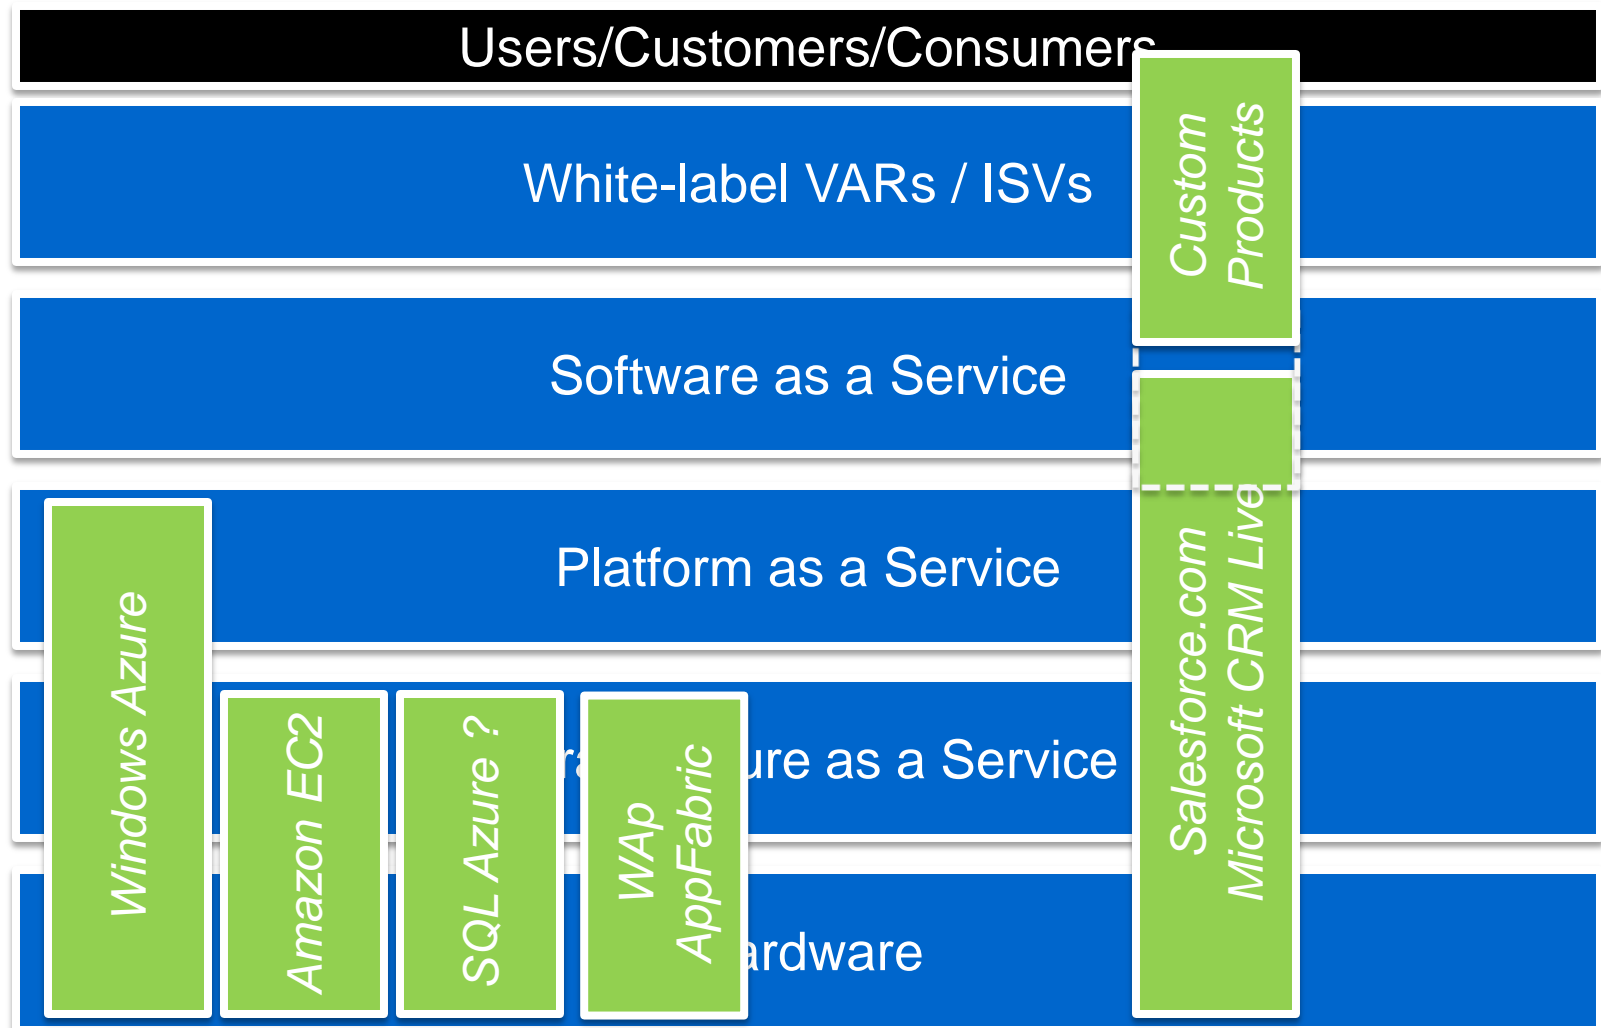 Users/Customers/Consumers
White-label VARs / ISVs
Custom
Products
Software as a Service
Platform as a Service
Salesforce.com
Microsoft CRM Live
Windows Azure
Amazon EC2
SQL Azure ?
WAp
AppFabric
ure as a Service
ardware